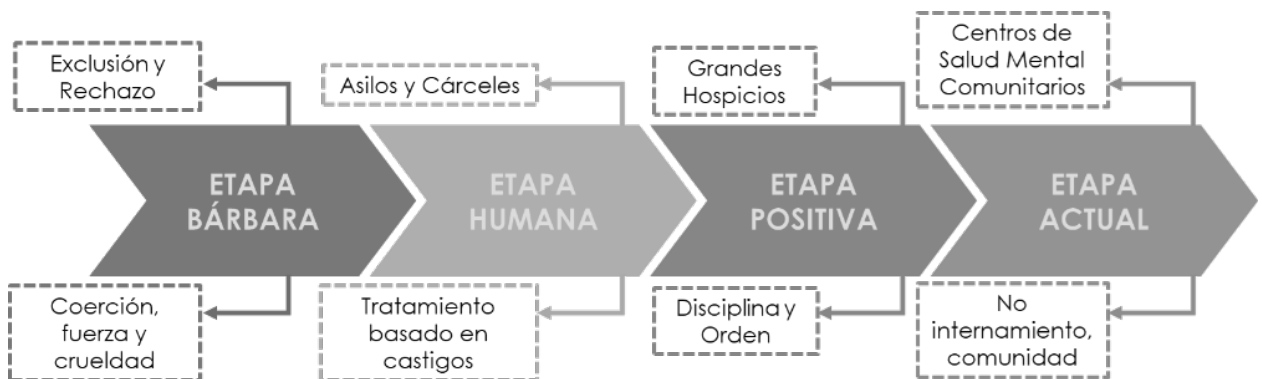 Exclusión y
Rechazo
Asilos y Cárceles
Grandes
Hospicios
Centros de
Salud Mental
Comunitarios
ETAPA
BÁRBARA
ETAPA
HUMANA
ETAPA
POSITIVA
ETAPA
ACTUAL
Coerción,
fuerza y
crueldad
Tratamiento
basado en
castigos
Disciplina y
Orden
No
internamiento,
comunidad